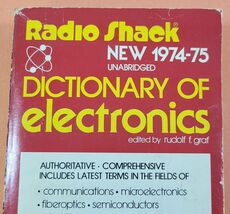 Radio Shack®
NEW 1974-75
UNABRIDGED
DICTIONARY OF
electronics
edited by rudolf f. graf
AUTHORITATIVE · COMPREHENSIVE
INCLUDES LATEST TERMS IN THE FIELDS OF
· communications · microelectronics
· fiberoptics · semiconductors